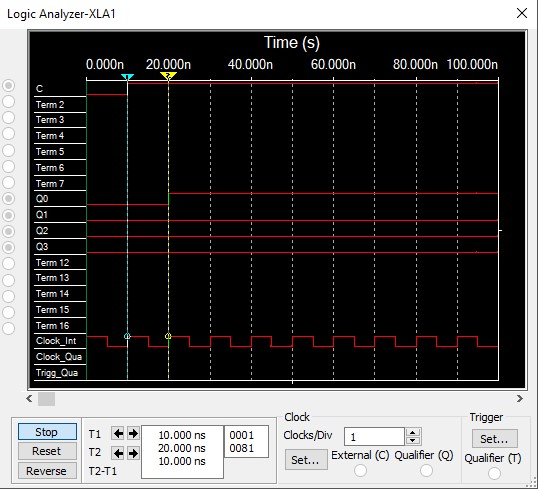 Logic Analyzer-XLA1
Time (s)
0.000n 20.000n 40.000n 60.000n 80.000n 100.000n
1 2
C
Term 2
Term 3
Term 4
Term 5
Term 6
Term 7
Q0
Q1
Q2
Q3
Term 12
Term 13
Term 14
Term 15
Term 16
Clock_Int
Clock_Qua
Trigg_Qua
Stop
Reset
Reverse
T1 10.000 ns 0001
T2 20.000 ns 0081
T2-T1 10.000 ns
Clock
Clocks/Div 1
Set... External (C) Qualifier (Q)
Trigger
Set...
Qualifier (T)